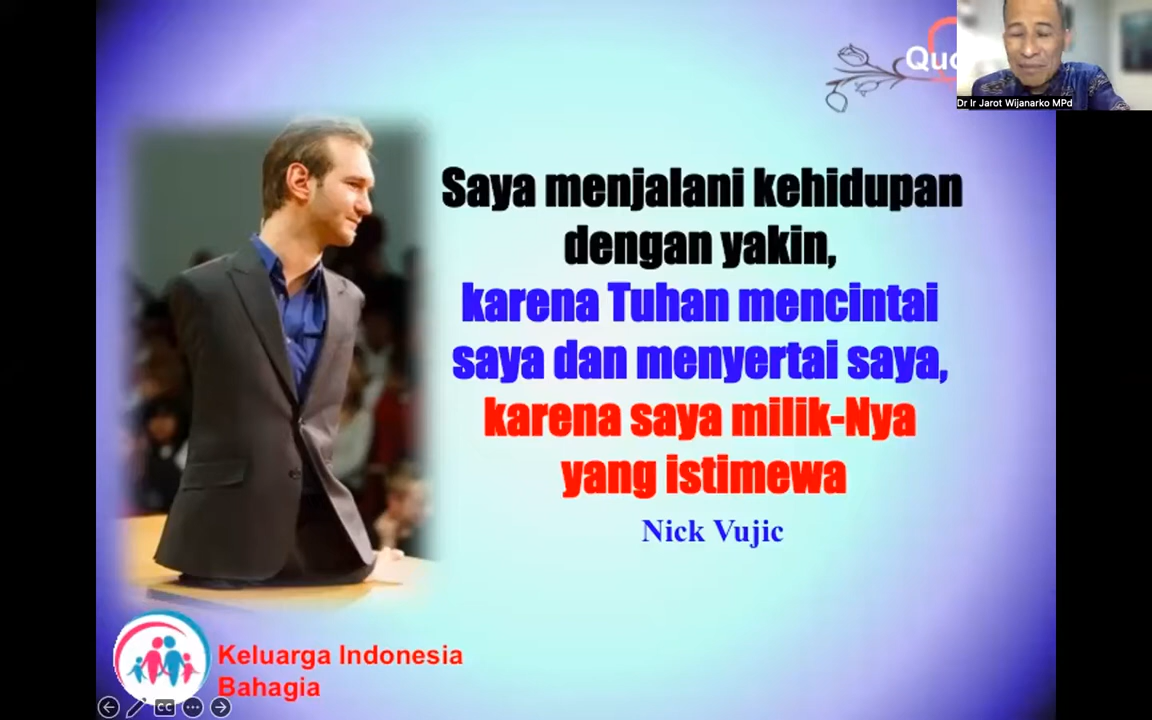 Dr Ir Jarot Wijanarko MPd
Saya menjalani kehidupan
dengan yakin,
karena Tuhan mencintai
saya dan menyertai saya,
karena saya milik-Nya
yang istimewa
Nick Vujic
Keluarga Indonesia
Bahagia
CC